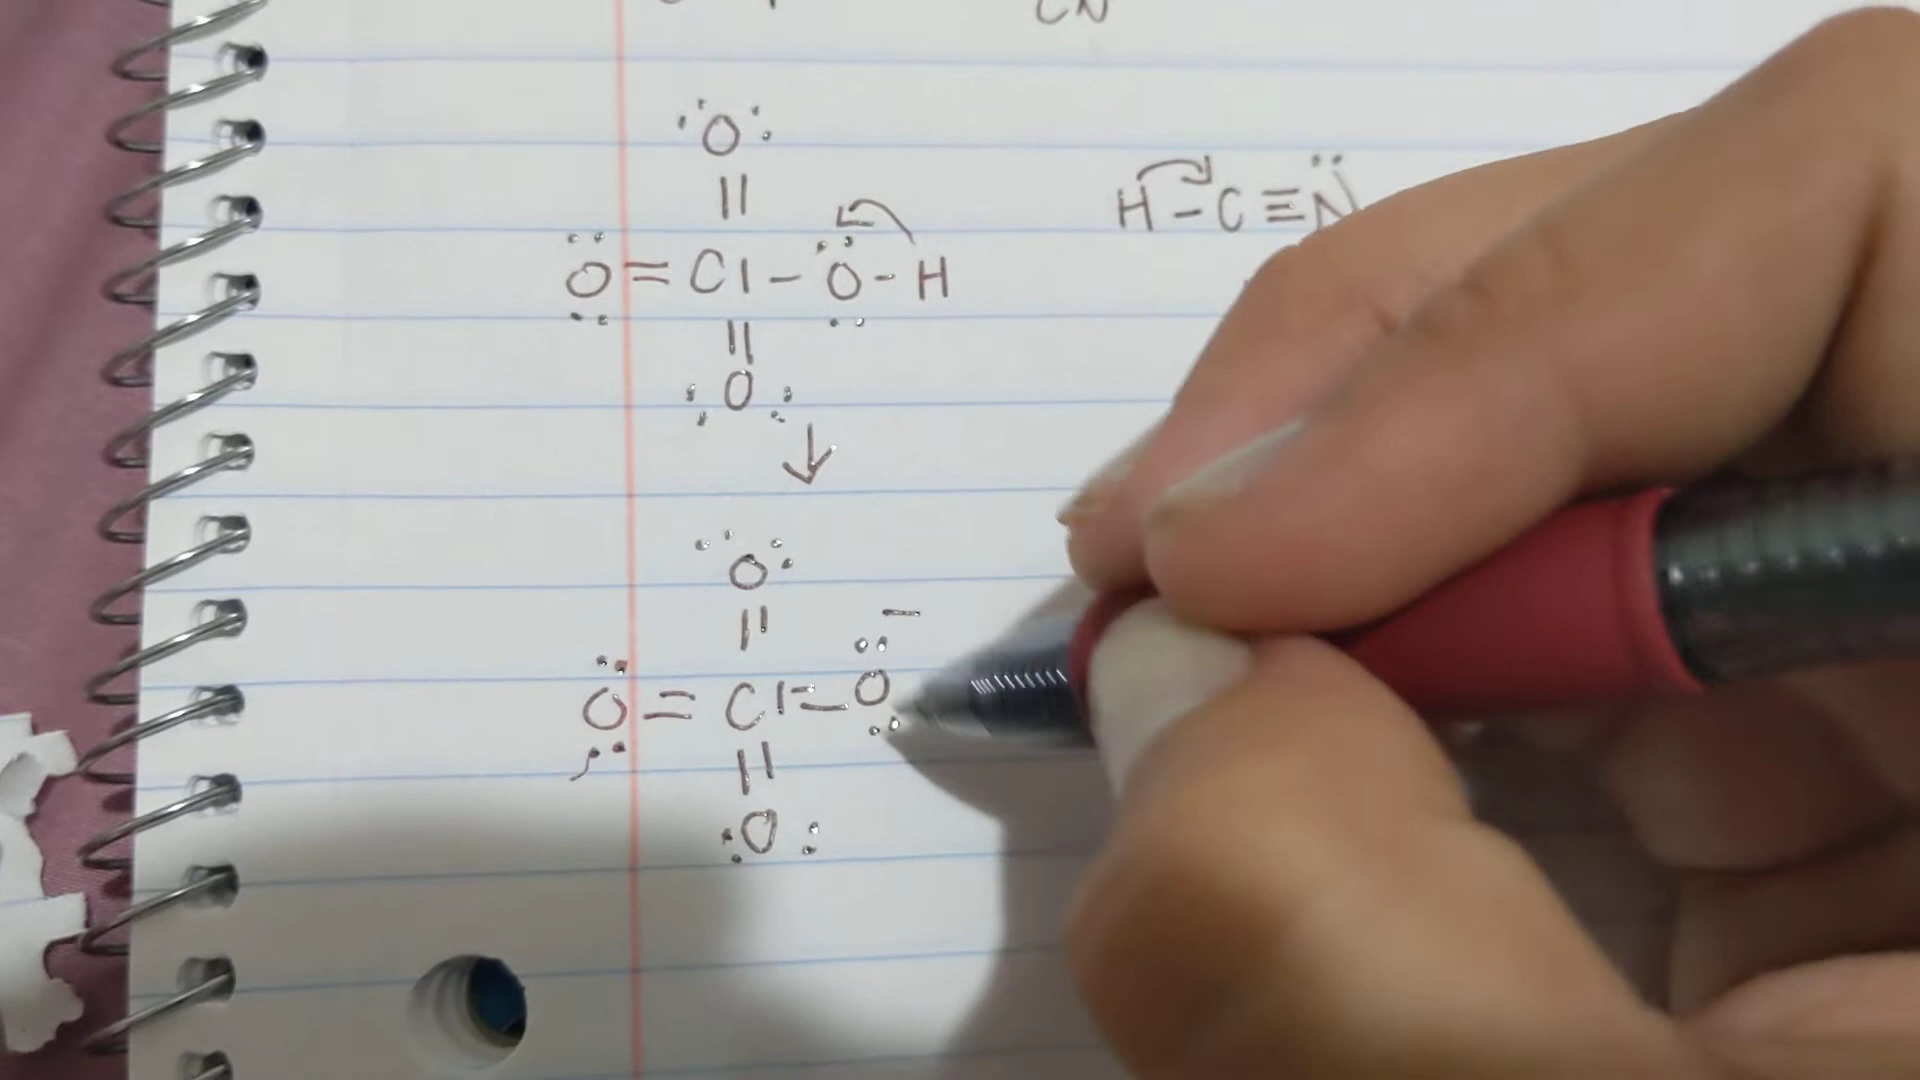 CN
O
||
O=Cl-O-H
||
O
↓
O
||
O=Cl-O⁻
||
O
H-C≡N